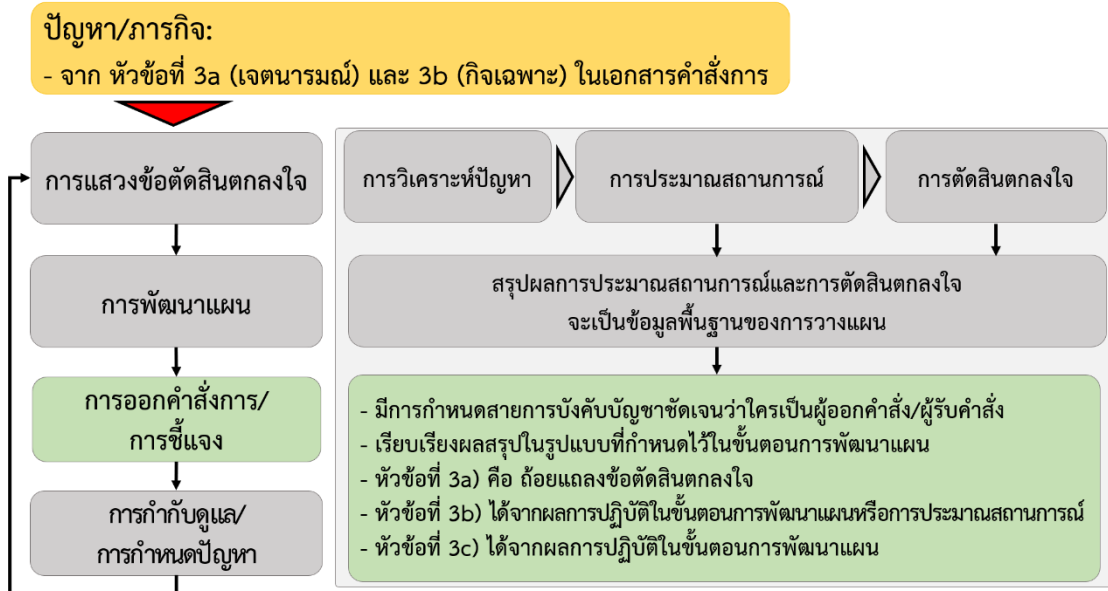 ปัญหา/ภารกิจ:
- จาก หัวข้อที่ 3a (เจตนารมณ์) และ 3b (กิจเฉพาะ) ในเอกสารคำสั่งการ
การแสวงข้อตัดสินตกลงใจ
การพัฒนาแผน
การออกคำสั่งการ/
การชี้แจง
การกำกับดูแล/
การกำหนดปัญหา
การวิเคราะห์ปัญหา
การประมาณสถานการณ์
การตัดสินตกลงใจ
สรุปผลการประมาณสถานการณ์และการตัดสินตกลงใจ
จะเป็นข้อมูลพื้นฐานของการวางแผน
- มีการกำหนดสายการบังคับบัญชาชัดเจนว่าใครเป็นผู้ออกคำสั่ง/ผู้รับคำสั่ง
- เรียบเรียงผลสรุปในรูปแบบที่กำหนดไว้ในขั้นตอนการพัฒนาแผน
- หัวข้อที่ 3a) คือ ถ้อยแถลงข้อตัดสินตกลงใจ
- หัวข้อที่ 3b) ได้จากผลการปฏิบัติในขั้นตอนการพัฒนาแผนหรือการประมาณสถานการณ์
- หัวข้อที่ 3c) ได้จากผลการปฏิบัติในขั้นตอนการพัฒนาแผน